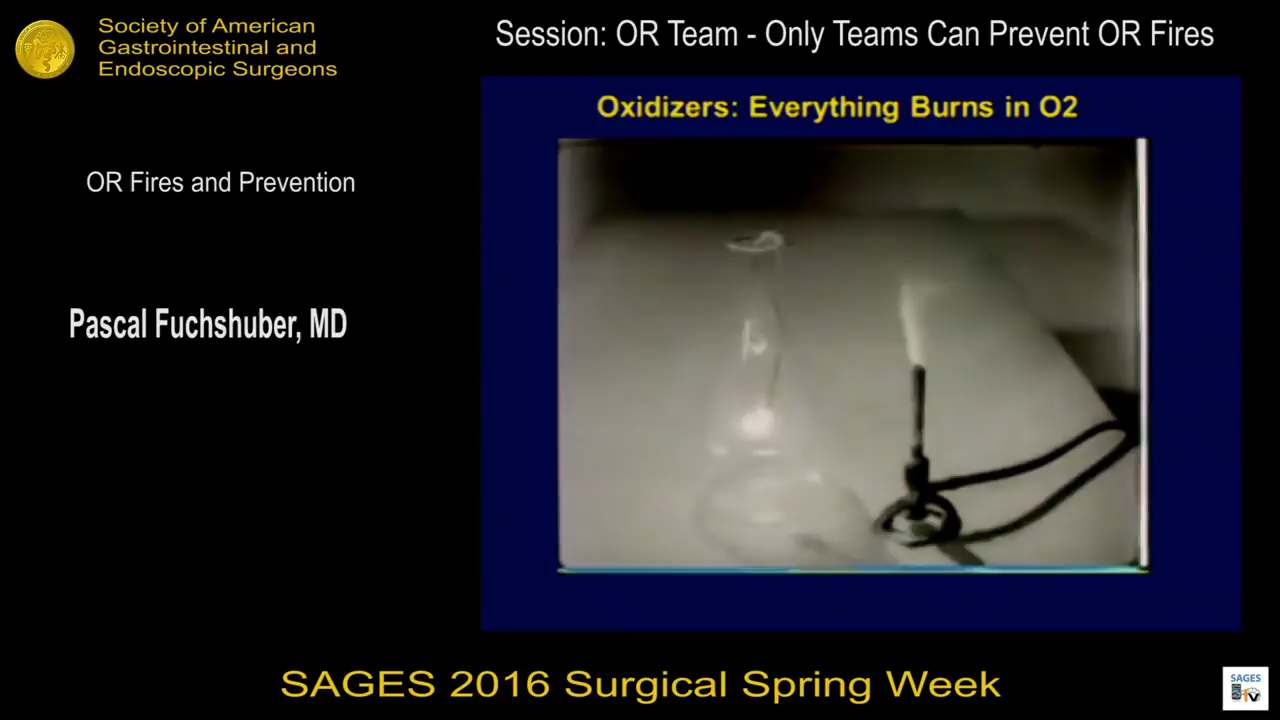 Society of American
Gastrointestinal and
Endoscopic Surgeons
Session: OR Team - Only Teams Can Prevent OR Fires
Oxidizers: Everything Burns in O2
OR Fires and Prevention
Pascal Fuchshuber, MD
SAGES 2016 Surgical Spring Week
SAGES
TV